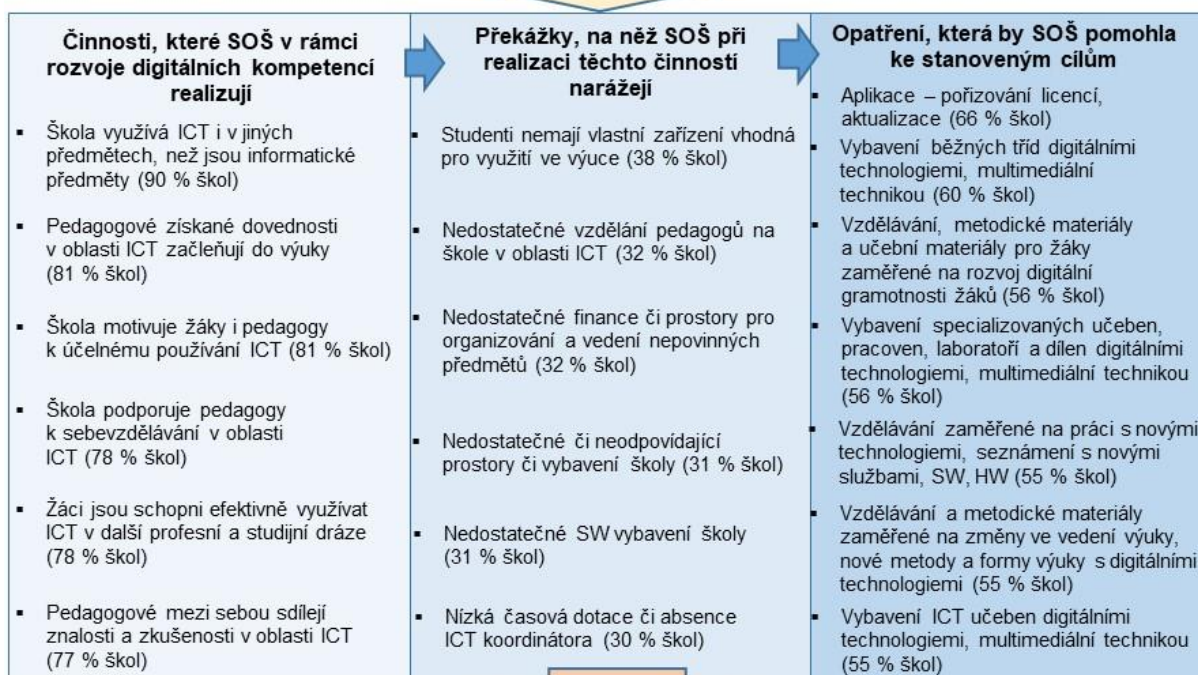 Činnosti, které SOŠ v rámci
rozvoje digitálních kompetencí
realizují
▪ Škola využívá ICT i v jiných
předmětech, než jsou informatické
předměty (90 % škol)
▪ Pedagogové získané dovednosti
v oblasti ICT začleňují do výuky
(81 % škol)
▪ Škola motivuje žáky i pedagogy
k účelnému používání ICT (81 % škol)
▪ Škola podporuje pedagogy
k sebevzdělávání v oblasti
ICT (78 % škol)
▪ Žáci jsou schopni efektivně využívat
ICT v další profesní a studijní dráze
(78 % škol)
▪ Pedagogové mezi sebou sdílejí
znalosti a zkušenosti v oblasti ICT
(77 % škol)
Překážky, na něž SOŠ při
realizaci těchto činností
narážejí
▪ Studenti nemají vlastní zařízení vhodná
pro využití ve výuce (38 % škol)
▪ Nedostatečné vzdělání pedagogů na
škole v oblasti ICT (32 % škol)
▪ Nedostatečné finance či prostory pro
organizování a vedení nepovinných
předmětů (32 % škol)
▪ Nedostatečné či neodpovídající
prostory či vybavení školy (31 % škol)
▪ Nedostatečné SW vybavení školy
(31 % škol)
▪ Nízká časová dotace či absence
ICT koordinátora (30 % škol)
Opatření, která by SOŠ pomohla
ke stanoveným cílům
▪ Aplikace – pořizování licencí,
aktualizace (66 % škol)
▪ Vybavení běžných tříd digitálními
technologiemi, multimediální
technikou (60 % škol)
▪ Vzdělávání, metodické materiály
a učební materiály pro žáky
zaměřené na rozvoj digitální
gramotnosti žáků (56 % škol)
▪ Vybavení specializovaných učeben,
pracoven, laboratoří a dílen digitálními
technologiemi, multimediální technikou
(56 % škol)
▪ Vzdělávání zaměřené na práci s novými
technologiemi, seznámení s novými
službami, SW, HW (55 % škol)
▪ Vzdělávání a metodické materiály
zaměřené na změny ve vedení výuky,
nové metody a formy výuky s digitálními
technologiemi (55 % škol)
▪ Vybavení ICT učeben digitálními
technologiemi, multimediální technikou
(55 % škol)